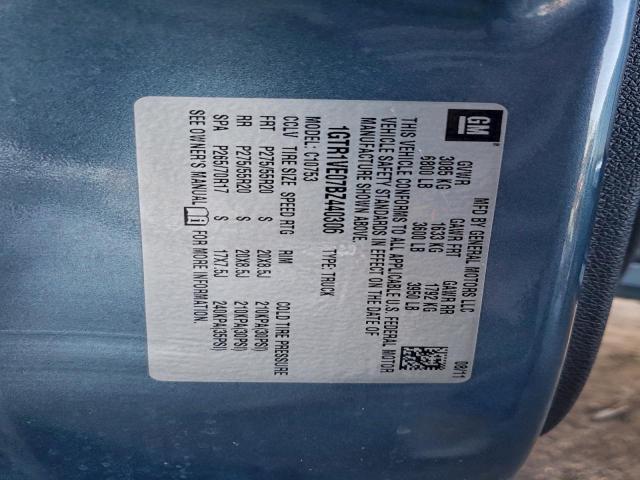 GM
MFD BY GENERAL MOTORS LLC 08/11
GVWR GAWR FRT GAWR RR
3085 KG 1633 KG 1792 KG
6800 LB 3600 LB 3950 LB
THIS VEHICLE CONFORMS TO ALL APPLICABLE U.S. FEDERAL MOTOR
VEHICLE SAFETY STANDARDS IN EFFECT ON THE DATE OF
MANUFACTURE SHOWN ABOVE.
1GTR1VE07BZ440306 TYPE: TRUCK
MODEL: C10753
CCLV TIRE SIZE SPEED RTG RIM COLD TIRE PRESSURE
FRT P275/55R20 S 20X8.5J 210KPA(30PSI)
RR P275/55R20 S 20X8.5J 210KPA(30PSI)
SPA P265/70R17 S 17X7.5J 240KPA(35PSI)
SEE OWNER'S MANUAL FOR MORE INFORMATION.